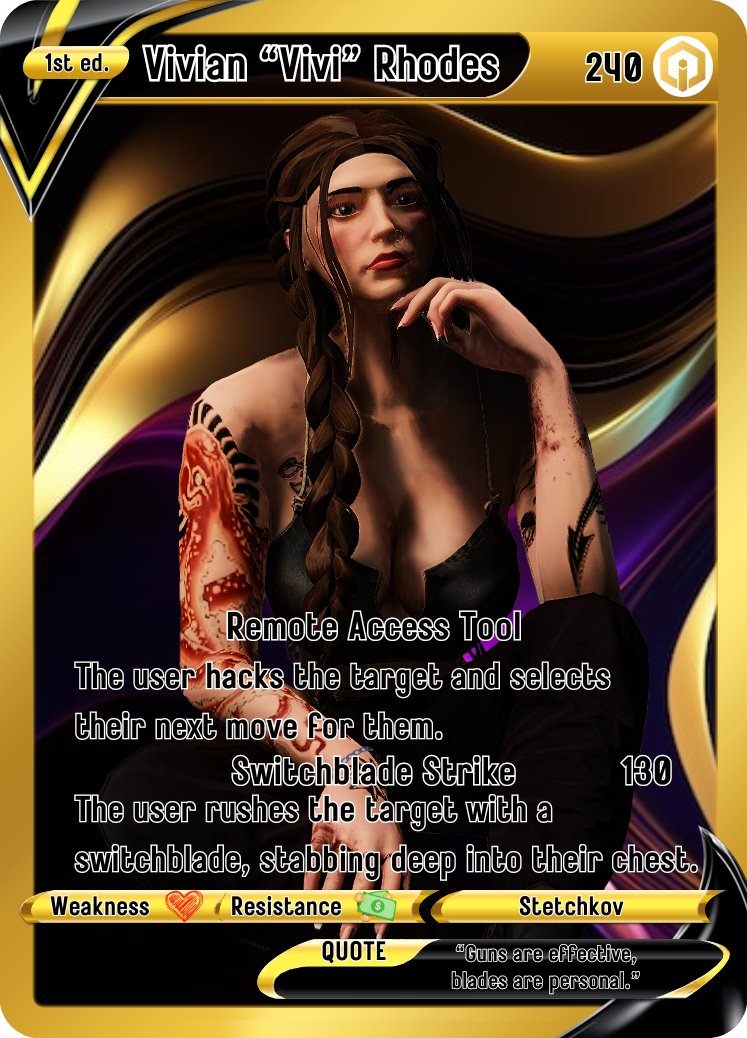 1st ed. Vivian “Vivi” Rhodes 240
Remote Access Tool
The user hacks the target and selects
their next move for them.
Switchblade Strike 130
The user rushes the target with a
switchblade, stabbing deep into their chest.
Weakness Resistance Stetchkov
QUOTE “Guns are effective,
blades are personal.”